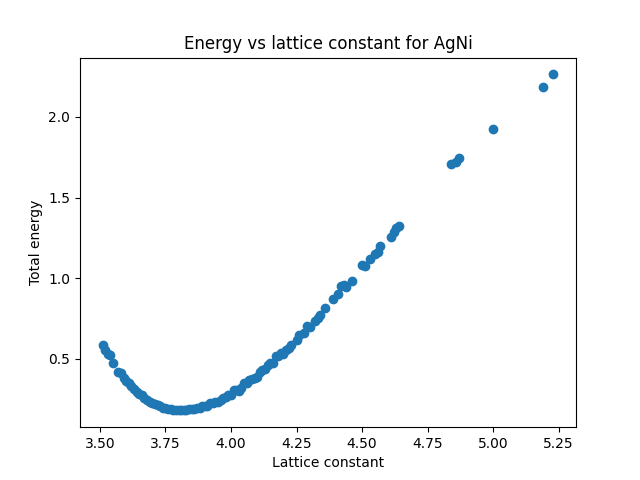 Energy vs lattice constant for AgNi
Total energy
2.0
1.5
1.0
0.5
3.50 3.75 4.00 4.25 4.50 4.75 5.00 5.25
Lattice constant